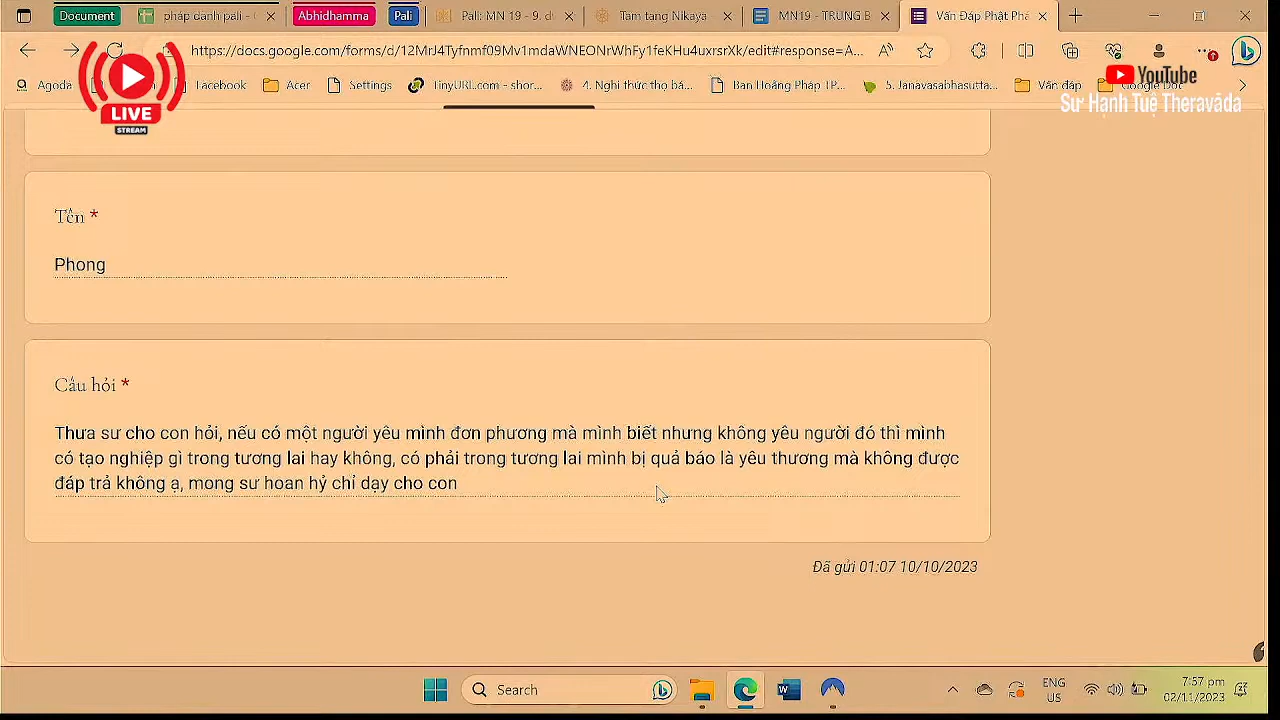 Document
pháp danh pali - G
Abhidhamma
Pali
Pali: MN 19 - 9. d
Tam tạng Nikaya
MN19 - TRUNG B
Vấn Đáp Phật Phá
https://docs.google.com/forms/d/12MrJ4Tyfnmf09Mv1mdaWNEONrWhFy1feKHu4uxrsrxk/edit#response=A...
Agoda
Facebook
Acer
Settings
TinyURL.com - shor...
4. Nghi thức thọ bá...
Ban Hoằng Pháp TP...
5. Janavasabhasutta...
Vấn đáp
Google Dot
LIVE
STREAM
YouTube
Sư Hạnh Tuệ Theravāda
Tên *
Phong
Câu hỏi *
Thưa sư cho con hỏi, nếu có một người yêu mình đơn phương mà mình biết nhưng không yêu người đó thì mình
có tạo nghiệp gì trong tương lai hay không, có phải trong tương lai mình bị quả báo là yêu thương mà không được
đáp trả không ạ, mong sư hoan hỷ chỉ dạy cho con
Đã gửi 01:07 10/10/2023
Search
ENG
US
7:57 pm
02/11/2023